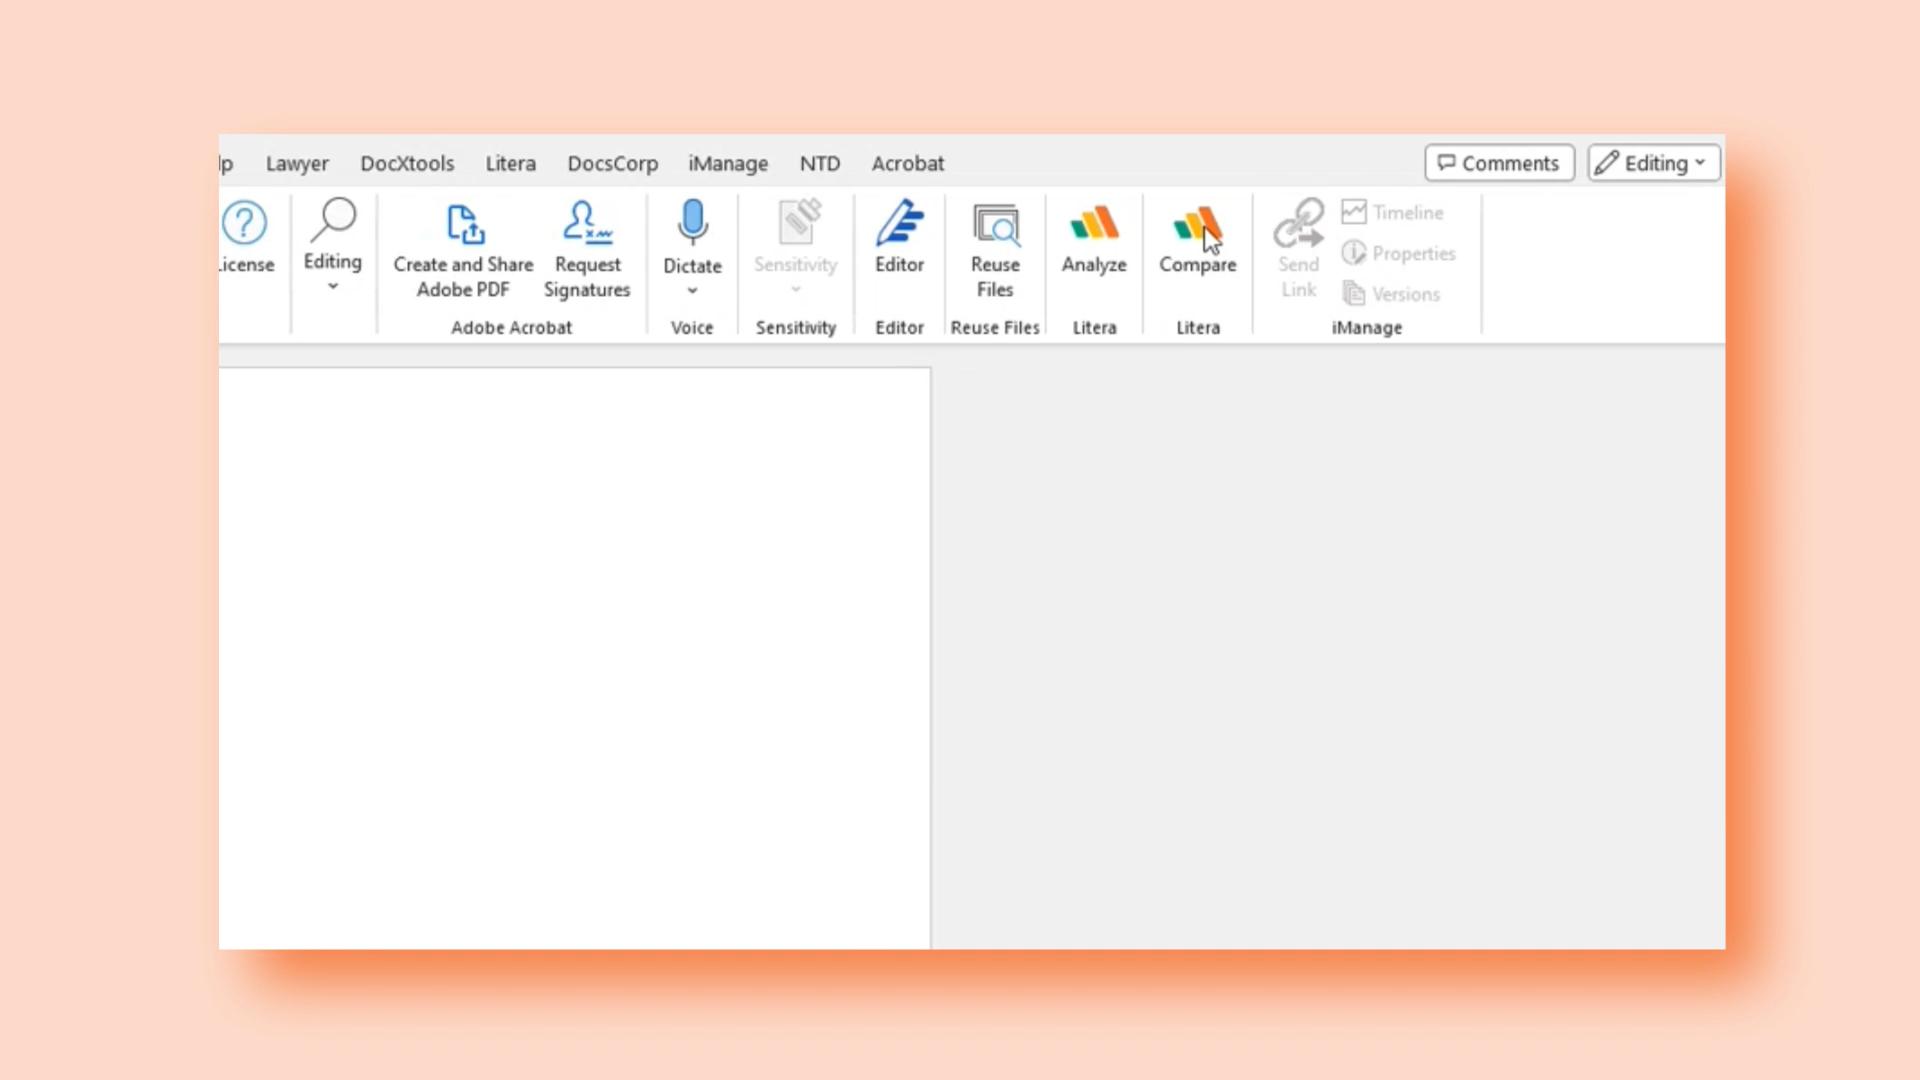 lp Lawyer DocXtools Litera DocsCorp iManage NTD Acrobat Comments Editing
License Editing Create and Share Adobe PDF Request Signatures Dictate Sensitivity Editor Reuse Files Analyze Compare Send Link Timeline
Properties
Versions
Adobe Acrobat Voice Sensitivity Editor Reuse Files Litera Litera iManage